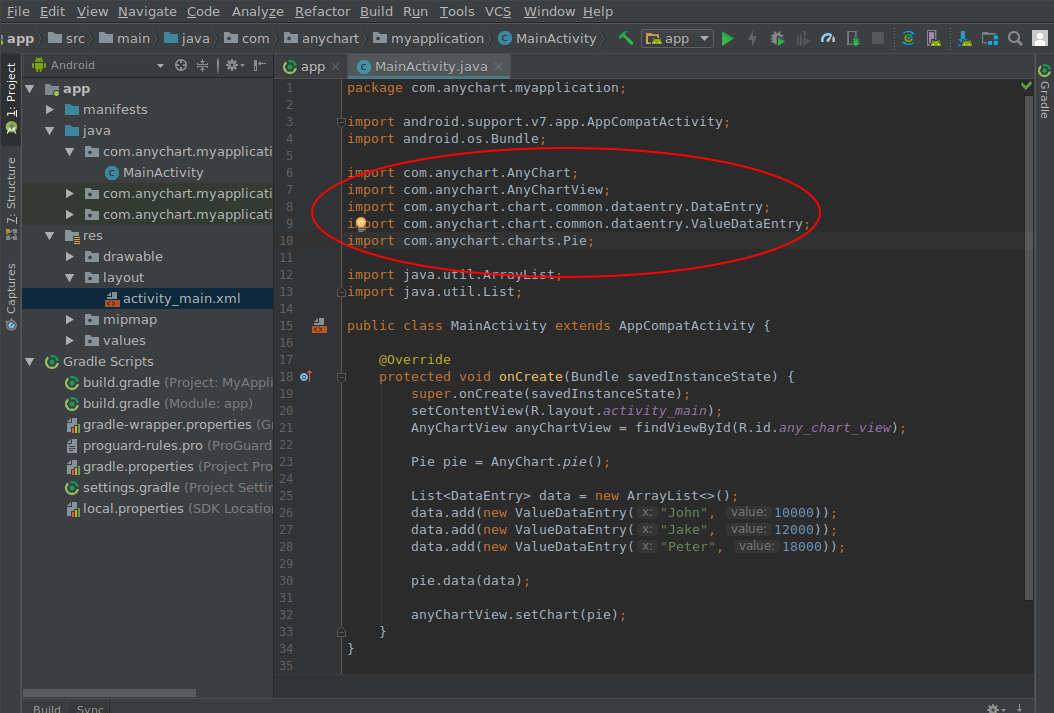 File Edit View Navigate Code Analyze Refactor Build Run Tools VCS Window Help
app src main java com anychart myapplication MainActivity app
1: Project
7: Structure
Captures
Android
app
manifests
java
com.anychart.myapplicati
MainActivity
com.anychart.myapplicati
com.anychart.myapplicati
res
drawable
layout
activity_main.xml
mipmap
values
Gradle Scripts
build.gradle (Project: MyAppli
build.gradle (Module: app)
gradle-wrapper.properties (Gr
proguard-rules.pro (ProGuard
gradle.properties (Project Pro
settings.gradle (Project Settin
local.properties (SDK Locatio
app MainActivity.java
1 package com.anychart.myapplication;
2
3 import android.support.v7.app.AppCompatActivity;
4 import android.os.Bundle;
5
6 import com.anychart.AnyChart;
7 import com.anychart.AnyChartView;
8 import com.anychart.chart.common.dataentry.DataEntry;
9 import com.anychart.chart.common.dataentry.ValueDataEntry;
10 import com.anychart.charts.Pie;
11
12 import java.util.ArrayList;
13 import java.util.List;
14
15 public class MainActivity extends AppCompatActivity {
16
17 @Override
18 protected void onCreate(Bundle savedInstanceState) {
19 super.onCreate(savedInstanceState);
20 setContentView(R.layout.activity_main);
21 AnyChartView anyChartView = findViewById(R.id.any_chart_view);
22
23 Pie pie = AnyChart.pie();
24
25 List<DataEntry> data = new ArrayList<>();
26 data.add(new ValueDataEntry( x: "John", value: 10000));
27 data.add(new ValueDataEntry( x: "Jake", value: 12000));
28 data.add(new ValueDataEntry( x: "Peter", value: 18000));
29
30 pie.data(data);
31
32 anyChartView.setChart(pie);
33 }
34 }
35
Gradle
Build Sync